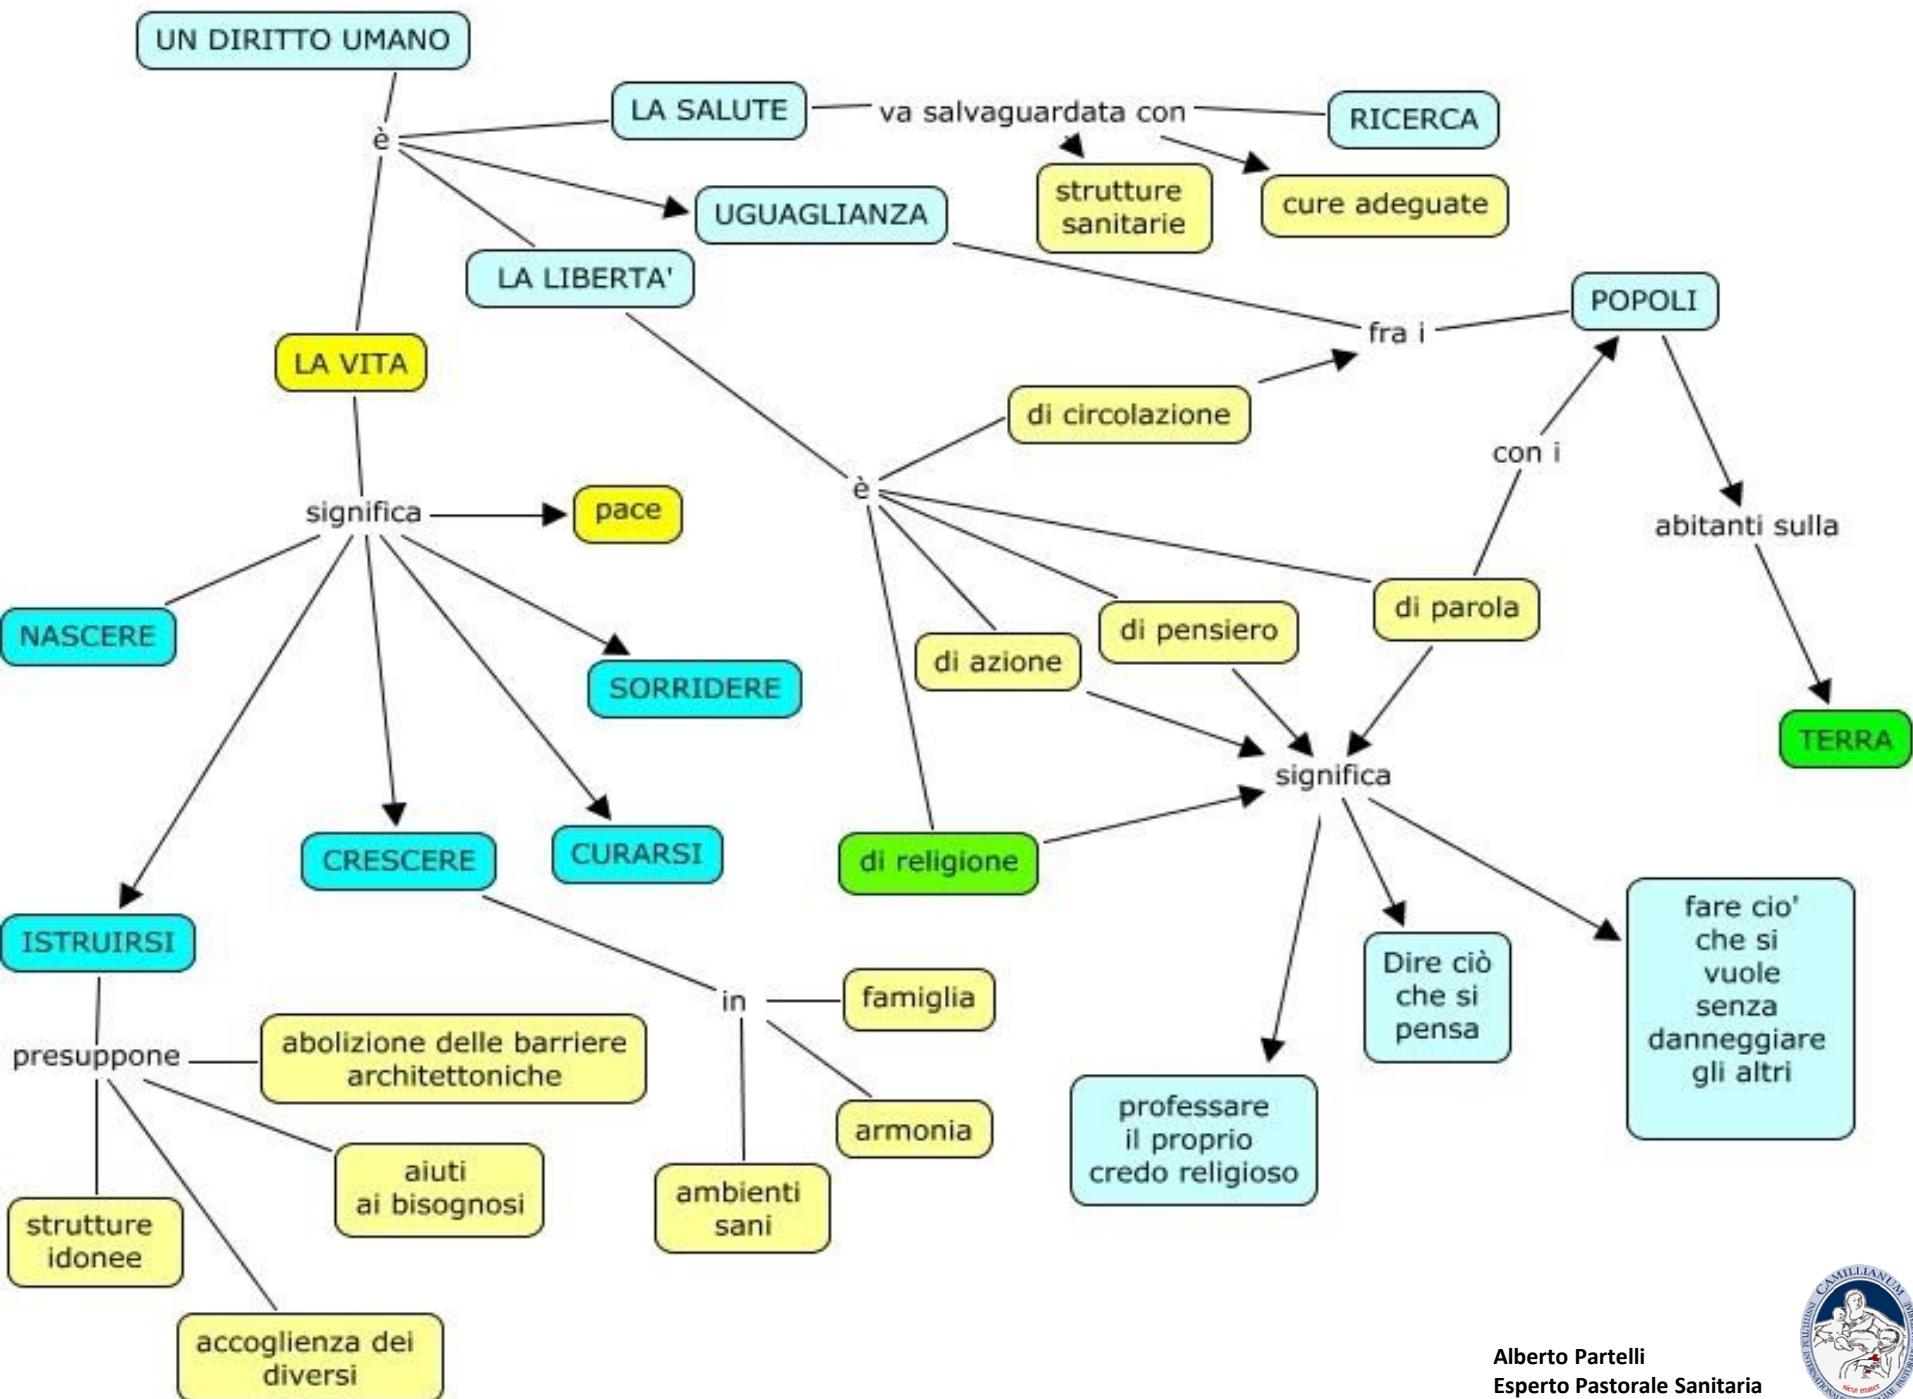 UN DIRITTO UMANO
è
LA SALUTE
va salvaguardata con
RICERCA
strutture
sanitarie
cure adeguate
UGUAGLIANZA
LA LIBERTA'
POPOLI
fra i
LA VITA
di circolazione
con i
è
significa
pace
abitanti sulla
NASCERE
di parola
di pensiero
di azione
SORRIDERE
TERRA
significa
CRESCERE
CURARSI
di religione
ISTRUIRSI
fare cio'
che si
vuole
senza
danneggiare
gli altri
Dire ciò
che si
pensa
in
famiglia
presuppone
abolizione delle barriere
architettoniche
professare
il proprio
credo religioso
armonia
aiuti
ai bisognosi
ambienti
sani
strutture
idonee
accoglienza dei
diversi
Alberto Partelli
Esperto Pastorale Sanitaria
CAMILLIANUM
sicut mater